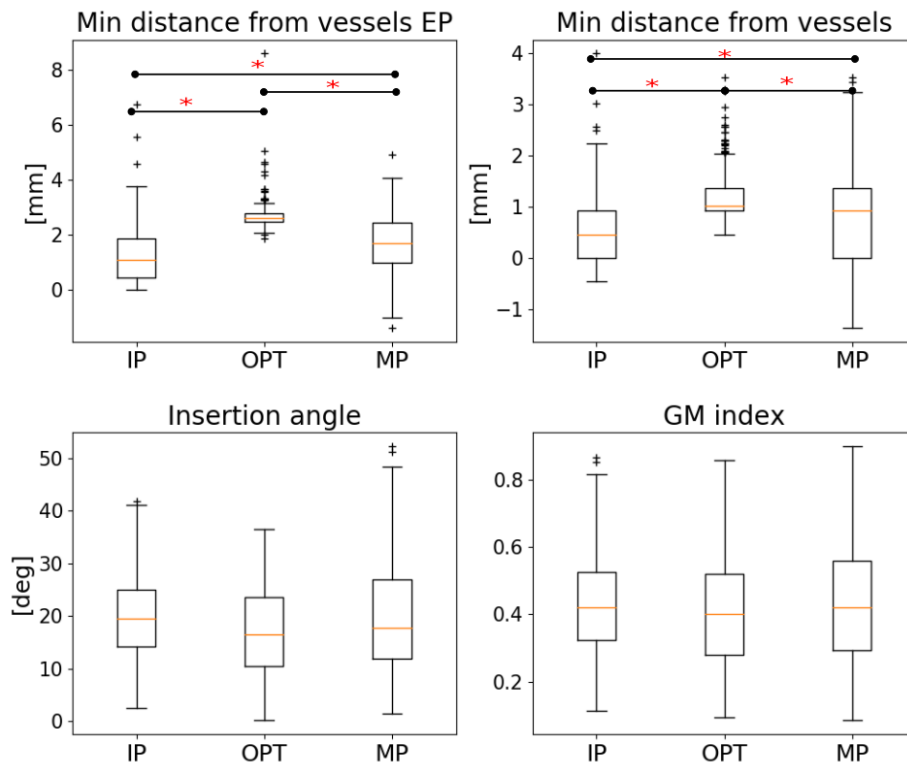 Min distance from vessels EP
[mm]
8
6
4
2
0
*
*
*
IP
OPT
MP
Min distance from vessels
[mm]
4
3
2
1
0
−1
*
*
*
IP
OPT
MP
Insertion angle
[deg]
50
40
30
20
10
0
IP
OPT
MP
GM index
0.8
0.6
0.4
0.2
IP
OPT
MP